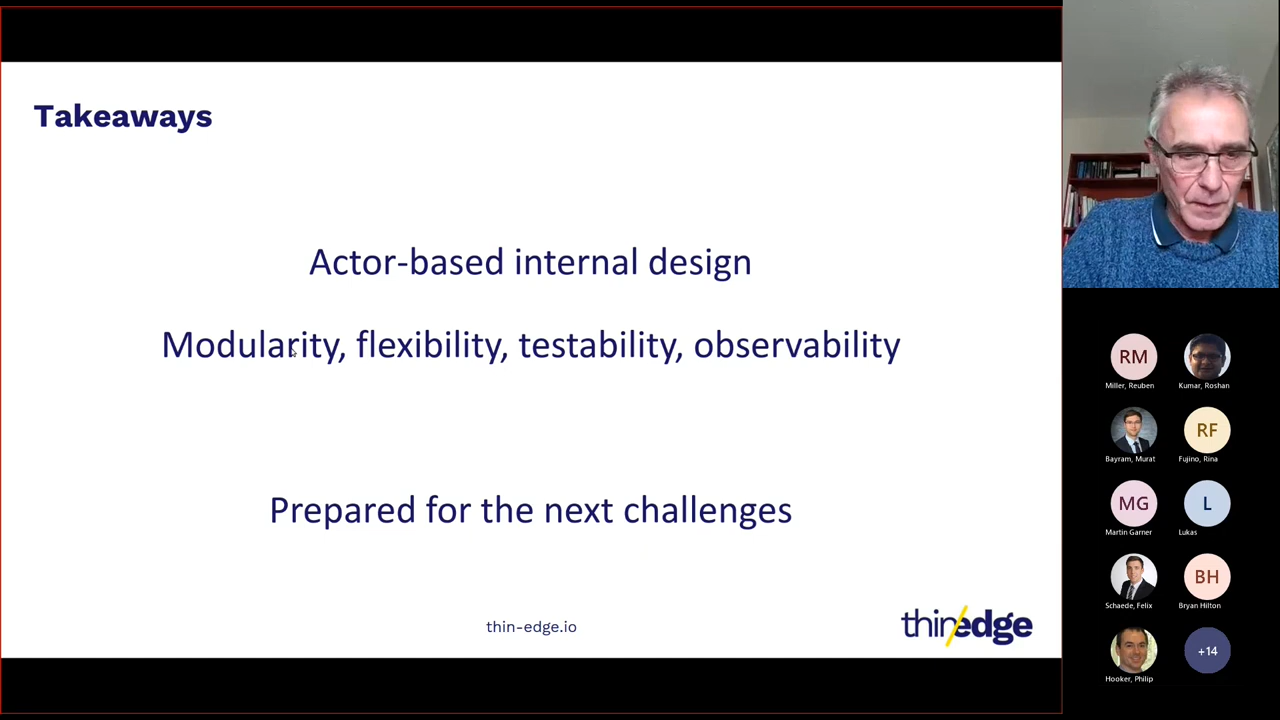 Takeaways
Actor-based internal design
Modularity, flexibility, testability, observability
Prepared for the next challenges
thin-edge.io
thin/edge
RM
Miller, Reuben
Kumar, Roshan
Bayram, Murat
RF
Fujino, Rina
MG
Martin Garner
L
Lukas
Schaede, Felix
BH
Bryan Hilton
Hooker, Philip
+14